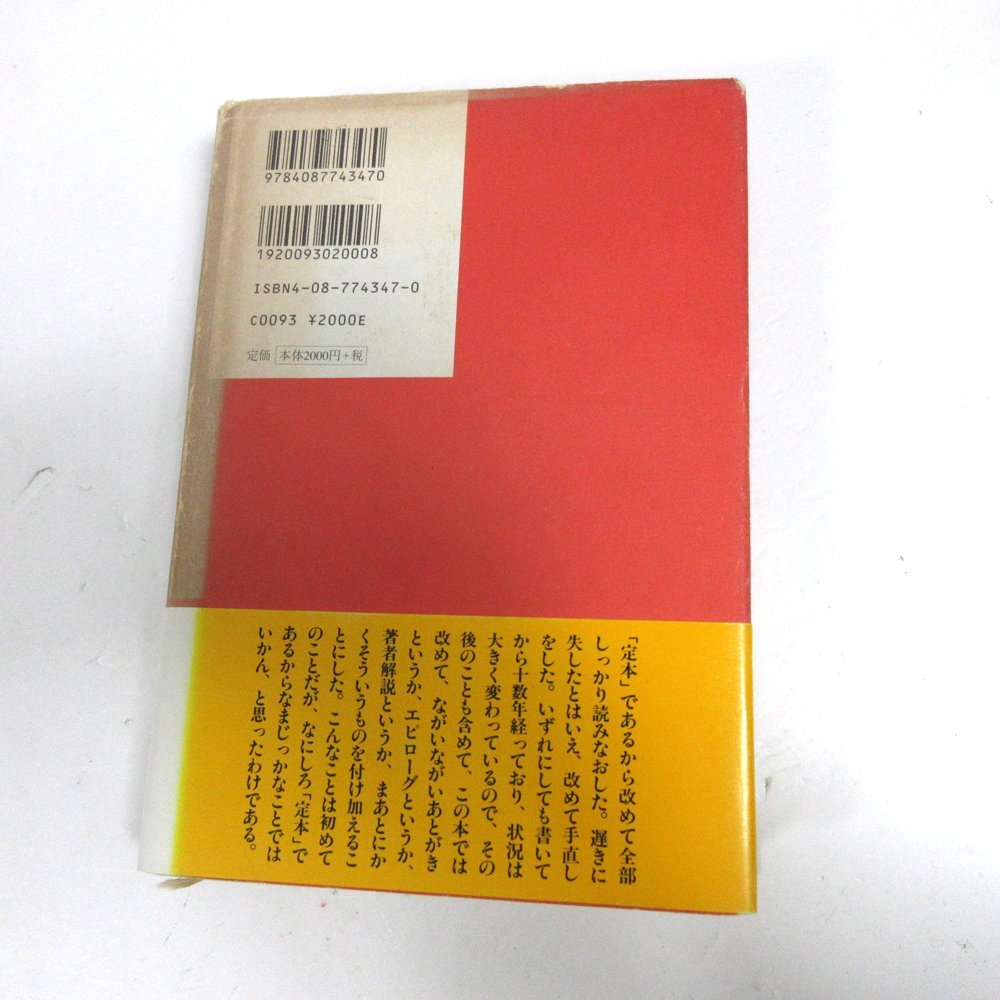 9784087743470
1920093020008
ISBN4-08-774347-0
C0093 ¥2000E
定価 本体2000円+税
「定本」であるから改めて全部
しっかり読みなおした。遅きに
失したとはいえ、改めて手直し
をした。いずれにしても書いて
から十数年経っており、状況は
大きく変わっているので、その
後のことも含めて、この本では
改めて、ながいながいあとがき
というか、エピローグというか、
著者解説というか、まあとにか
くそういうものを付け加えるこ
とにした。こんなことは初めて
のことだが、なにしろ「定本」で
あるからなまじっかなことでは
いかん、と思ったわけである。